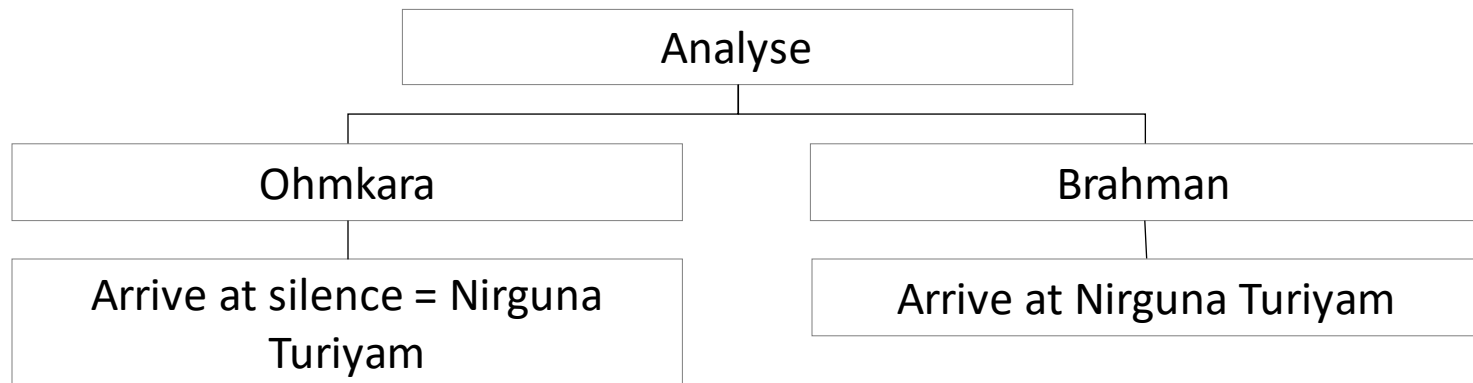 Analyse
Ohmkara
Brahman
Arrive at silence = Nirguna
Turiyam
Arrive at Nirguna Turiyam